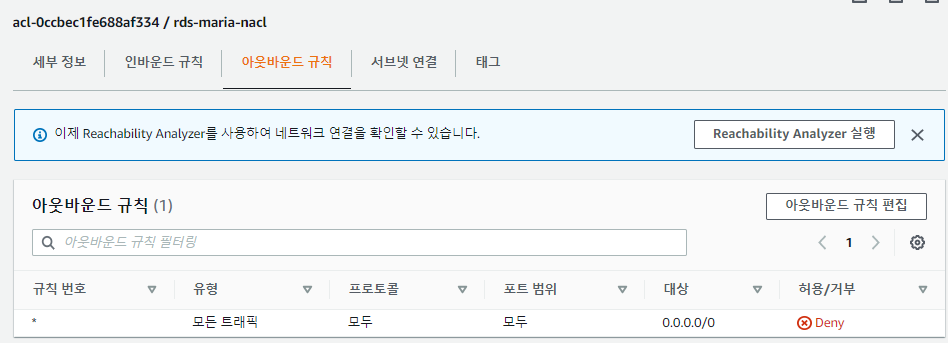 acl-0ccbec1fe688af334 / rds-maria-nacl
세부 정보 인바운드 규칙 아웃바운드 규칙 서브넷 연결 태그
이제 Reachability Analyzer를 사용하여 네트워크 연결을 확인할 수 있습니다. Reachability Analyzer 실행
아웃바운드 규칙 (1) 아웃바운드 규칙 편집
아웃바운드 규칙 필터링 1
규칙 번호 유형 프로토콜 포트 범위 대상 허용/거부
* 모든 트래픽 모두 모두 0.0.0.0/0 Deny